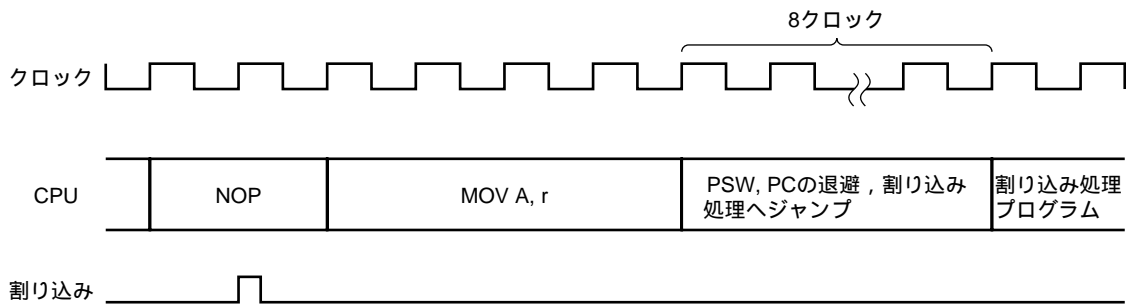 8クロック
クロック
CPU
NOP
MOV A, r
PSW, PCの退避，割り込み
処理へジャンプ
割り込み処理
プログラム
割り込み